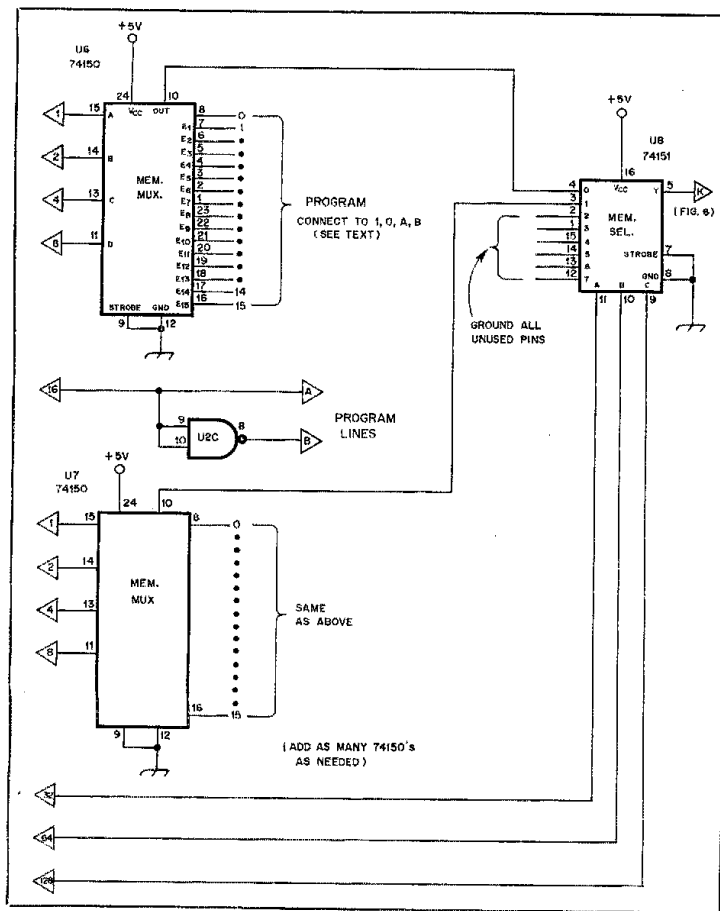 +5V
U6
74150
24
10
VCC OUT
1
15
A
2
14
B
4
13
C
8
11
D
MEM.
MUX.
8
0
E1
7
1
E2
6
E3
5
E4
4
E5
3
E6
2
E7
1
E8
23
E9
22
E10
21
E11
20
E12
19
E13
18
E14
17
14
E15
16
15
STROBE GND
9
12
PROGRAM
CONNECT TO 1, 0, A, B
(SEE TEXT)
+5V
U8
74151
16
VCC
4
0
3
1
2
2
1
3
15
4
14
5
13
6
12
7
MEM.
SEL.
Y
5
K
(FIG. 6)
STROBE
7
GND
8
A B C
11
10
9
GROUND ALL
UNUSED PINS
16
A
9
10
U2C
8
B
PROGRAM
LINES
+5V
U7
74150
24
10
1
15
2
14
4
13
8
11
MEM.
MUX
8
0
16
15
9
12
SAME
AS ABOVE
(ADD AS MANY 74150's
AS NEEDED)
32
64
128